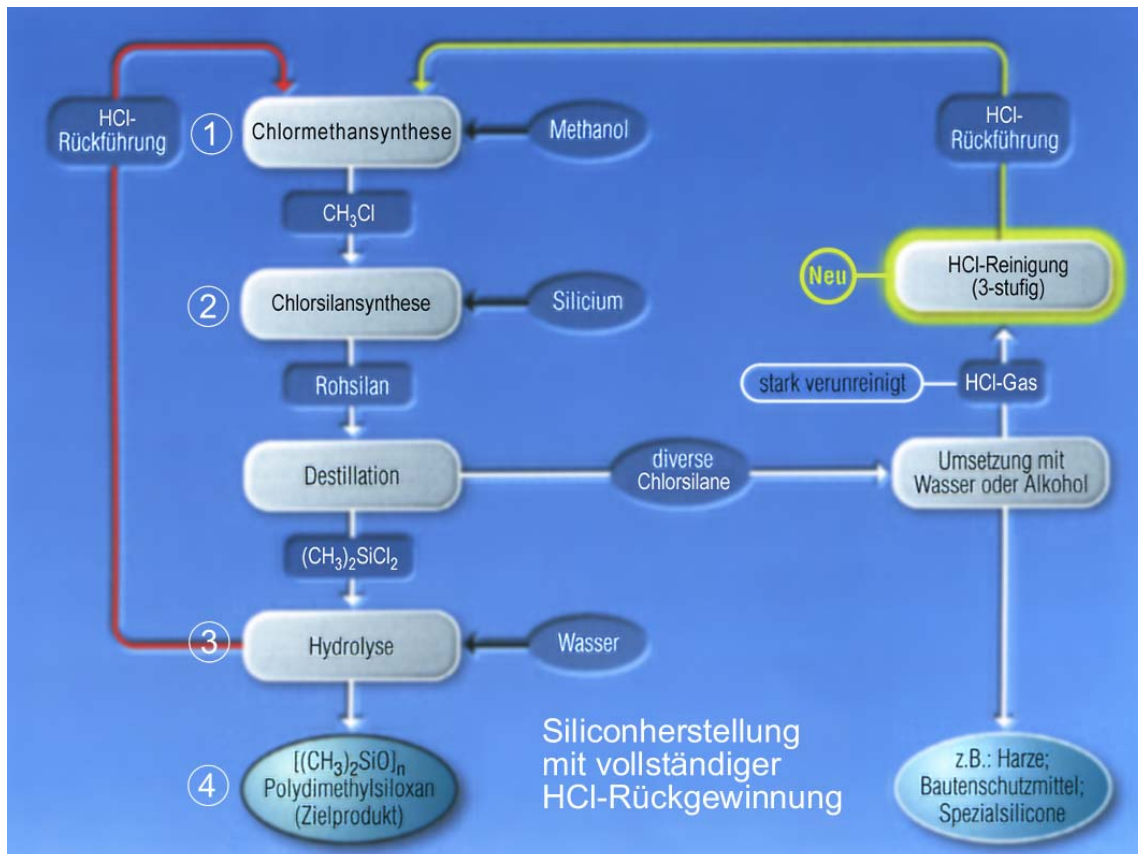 HCl-
Rückführung
1
Chlormethansynthese
Methanol
HCl-
Rückführung
CH₃Cl
Neu
HCl-Reinigung
(3-stufig)
2
Chlorsilansynthese
Silicium
stark verunreinigt
HCl-Gas
Rohsilan
Destillation
diverse
Chlorsilane
Umsetzung mit
Wasser oder Alkohol
(CH₃)₂SiCl₂
3
Hydrolyse
Wasser
Siliconherstellung
mit vollständiger
HCl-Rückgewinnung
4
[(CH₃)₂SiO]ₙ
Polydimethylsiloxan
(Zielprodukt)
z.B.: Harze;
Bautenschutzmittel;
Spezialsilicone